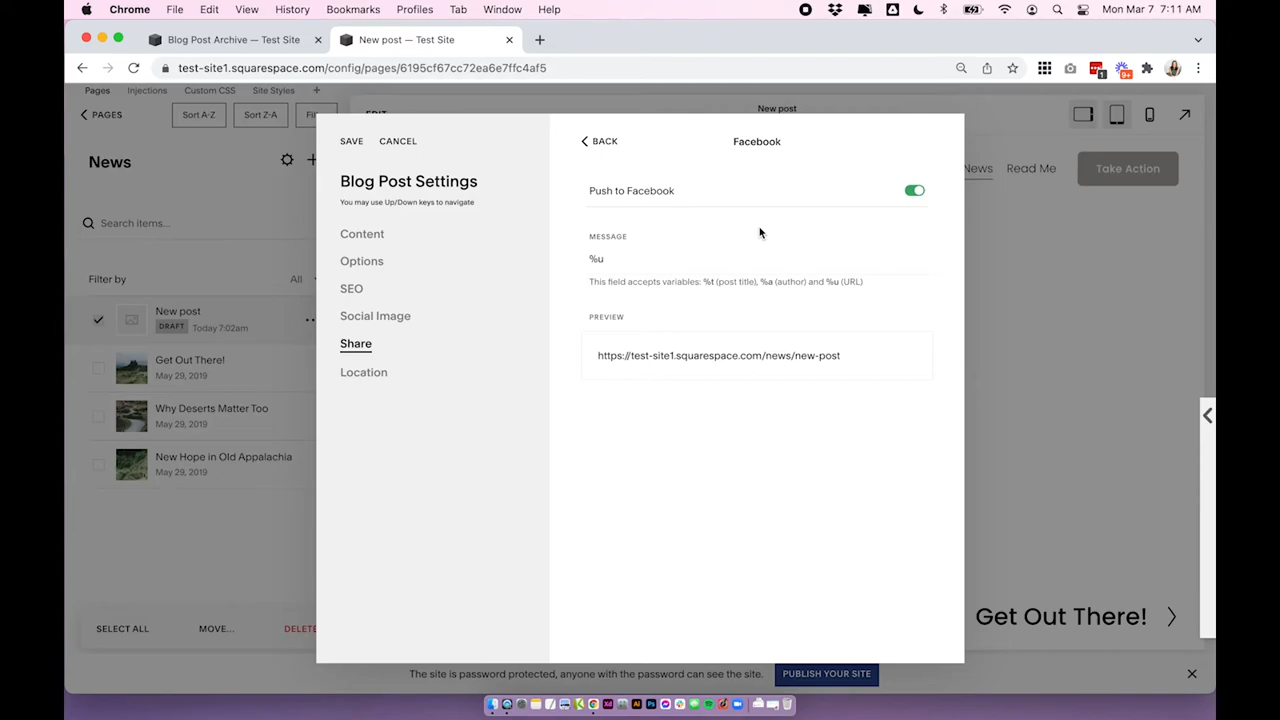 Chrome File Edit View History Bookmarks Profiles Tab Window Help Mon Mar 7 7:11 AM
Blog Post Archive — Test Site New post — Test Site
test-site1.squarespace.com/config/pages/6195cf67cc72ea6e7ffc4af5
1 9+
Pages Injections Custom CSS Site Styles +
PAGES Sort A-Z Sort Z-A
New post
News
News Read Me Take Action
Search items...
Filter by All
New post
DRAFT Today 7:02am
Get Out There!
May 29, 2019
Why Deserts Matter Too
May 29, 2019
New Hope in Old Appalachia
May 29, 2019
SELECT ALL MOVE... DELETE
SAVE CANCEL
Blog Post Settings
You may use Up/Down keys to navigate
Content
Options
SEO
Social Image
Share
Location
BACK Facebook
Push to Facebook
MESSAGE
%u
This field accepts variables: %t (post title), %a (author) and %u (URL)
PREVIEW
https://test-site1.squarespace.com/news/new-post
Get Out There!
The site is password protected, anyone with the password can see the site. PUBLISH YOUR SITE